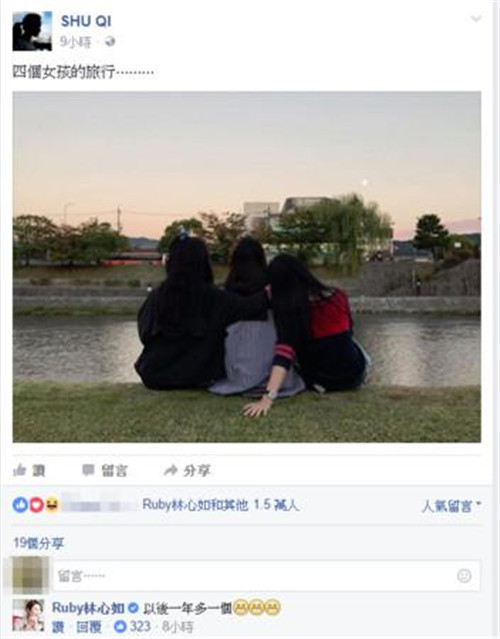 SHU QI
9小時
四個女孩的旅行………
讚 留言 分享
Ruby林心如和其他 1.5 萬人 人氣留言
19個分享
留言……
Ruby林心如 以後一年多一個
讚 · 回覆 · 323 · 8小時